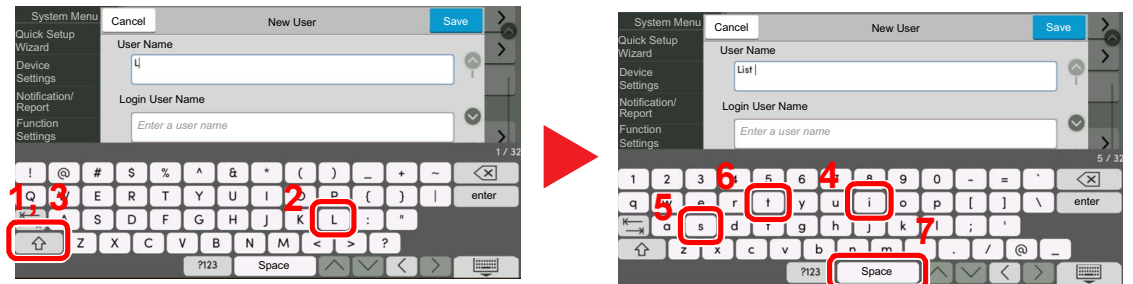 System Menu Cancel New User Save
Quick Setup
Wizard
User Name
L
Device
Settings
Notification/
Report
Login User Name
Function
Settings
Enter a user name
1 / 32
! @ # $ % ^ & * ( ) _ + ~
1, 3 2
Q E R T Y U I P { } | enter
A S D F G H J K L : "
Z X C V B N M < > ?
?123 Space
System Menu Cancel New User Save
Quick Setup
Wizard
User Name
List
Device
Settings
Notification/
Report
Login User Name
Function
Settings
Enter a user name
5 / 32
1 2 3 4 5 6 7 8 9 0 - = `
6 4
q w e r t y u i o p [ ] \ enter
5 7
a s d f g h j k l ; '
z x c v b n m , . / @ _
?123 Space